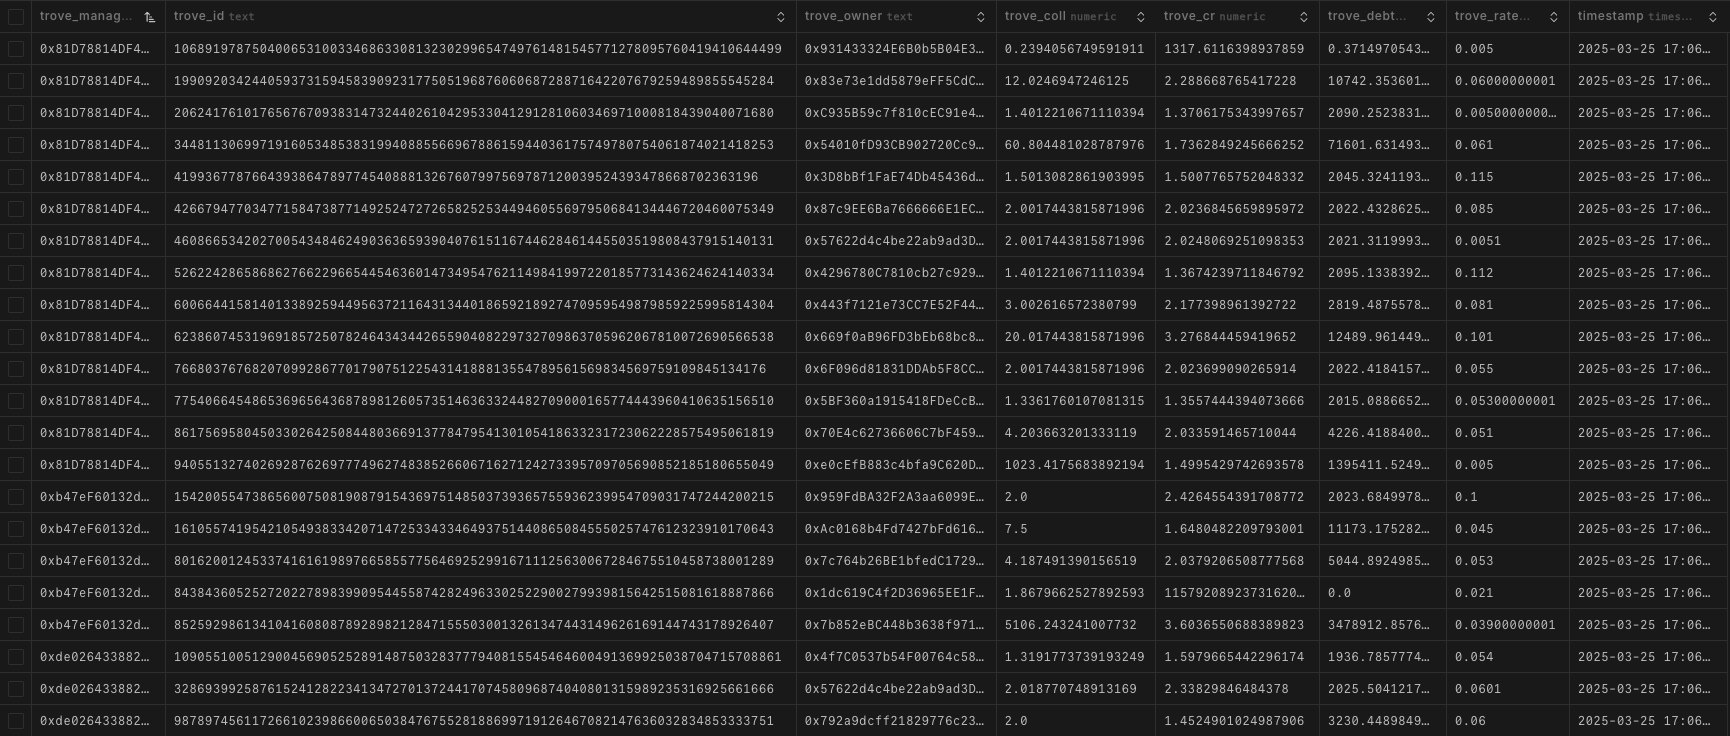 trove_manag… trove_id text trove_owner text trove_coll numeric trove_cr numeric trove_debt… trove_rate… timestamp times…
0x81D78814DF4… 106891978750400653100334686330813230299654749761481545771278095760419410644499 0x931433324E6B0b5B04E3… 0.2394056749591911 1317.6116398937859 0.3714970543… 0.005 2025-03-25 17:06…
0x81D78814DF4… 19909203424405937315945839092317750519687606068728871642207679259489855545284 0x83e73e1dd5879eFF5CdC… 12.0246947246125 2.288668765417228 10742.353601… 0.06000000001 2025-03-25 17:06…
0x81D78814DF4… 20624176101765676709383147324402610429533041291281060346971000818439040071680 0xC935B59c7f810cEC91e4… 1.4012210671110394 1.3706175343997657 2090.2523831… 0.0050000000… 2025-03-25 17:06…
0x81D78814DF4… 34481130699719160534853831994088556696788615944036175749780754061874021418253 0x54010fD93CB902720Cc9… 60.804481028787976 1.7362849245666252 71601.631493… 0.061 2025-03-25 17:06…
0x81D78814DF4… 419936778766439386478977454088813267607997569787120039524393478668702363196 0x3D8bBf1FaE74Db45436d… 1.5013082861903995 1.5007765752048332 2045.3241193… 0.115 2025-03-25 17:06…
0x81D78814DF4… 42667947703477158473877149252472726582525344946055697950684134446720460075349 0x87c9EE6Ba7666666E1EC… 2.0017443815871996 2.0236845659895972 2022.4328625… 0.085 2025-03-25 17:06…
0x81D78814DF4… 46086653420270054348462490363659390407615116744628461445503519808437915140131 0x57622d4c4be22ab9ad3D… 2.0017443815871996 2.0248069251098353 2021.3119993… 0.0051 2025-03-25 17:06…
0x81D78814DF4… 52622428658686276622966544546360147349547621149841997220185773143624624140334 0x4296780C7810cb27c929… 1.4012210671110394 1.3674239711846792 2095.1338392… 0.112 2025-03-25 17:06…
0x81D78814DF4… 60066441581401338925944956372116431344018659218927470959549879859225995814304 0x443f7121e73CC7E52F44… 3.002616572380799 2.177398961392722 2819.4875578… 0.081 2025-03-25 17:06…
0x81D78814DF4… 62386074531969185725078246434344265590408229732709863705962067810072690566538 0x669f0aB96FD3bEb68bc8… 20.017443815871996 3.276844459419652 12489.961449… 0.101 2025-03-25 17:06…
0x81D78814DF4… 7668037676820709928677017907512254314188813554789561569834569759109845134176 0x6F096d81831DDAb5F8CC… 2.0017443815871996 2.023699090265914 2022.4184157… 0.055 2025-03-25 17:06…
0x81D78814DF4… 77540664548653696564368789812605735146363324482709000165774443960410635156510 0x5BF360a1915418FDeCcB… 1.3361760107081315 1.3557444394073666 2015.0886652… 0.05300000001 2025-03-25 17:06…
0x81D78814DF4… 86175695804503302642508448036691377847954130105418633231723062228575495061819 0x70E4c62736606C7bF459… 4.203663201333119 2.033591465710044 4226.4188400… 0.051 2025-03-25 17:06…
0x81D78814DF4… 94055132740269287626977749627483852660671627124273395709705690852185180655049 0xe0cEfB883c4bfa9C620D… 1023.4175683892194 1.4995429742693578 1395411.5249… 0.005 2025-03-25 17:06…
0xb47eF60132d… 15420055473865600750819087915436975148503739365755936239954709031747244200215 0x959FdBA32F2A3aa6099E… 2.0 2.4264554391708772 2023.6849978… 0.1 2025-03-25 17:06…
0xb47eF60132d… 16105574195421054938334207147253343346493751440865084555025747612323910170643 0xAc0168b4Fd7427bFd616… 7.5 1.6480482209793001 11173.175282… 0.045 2025-03-25 17:06…
0xb47eF60132d… 80162001245337416161989766585577564692529916711125630067284675510458738001289 0x7c764b26BE1bfedC1729… 4.187491390156519 2.0379206508777568 5044.8924985… 0.053 2025-03-25 17:06…
0xb47eF60132d… 84384360525272022789839909544558742824963302522900279939815642515081618887866 0x1dc619C4f2D36965EE1F… 1.8679662527892593 11579208923731620… 0.0 0.021 2025-03-25 17:06…
0xb47eF60132d… 85259298613410416080878928982128471555030013261347443149626169144743178926407 0x7b852eBC448b3638f971… 5106.243241007732 3.6036550688389823 3478912.8576… 0.03900000001 2025-03-25 17:06…
0xde026433882… 109055100512900456905252891487503283777940815545464600491369925038704715708861 0x4f7C0537b54F00764c58… 1.3191773739193249 1.5979665442296174 1936.7857774… 0.054 2025-03-25 17:06…
0xde026433882… 32869399258761524128223413472701372441707458096874040801315989235316925661666 0x57622d4c4be22ab9ad3D… 2.018770748913169 2.33829846484378 2025.5041217… 0.0601 2025-03-25 17:06…
0xde026433882… 98789745611726610239866006503847675528188699719126467082147636032834853333751 0x792a9dcff21829776c23… 2.0 1.4524901024987906 3230.4489849… 0.06 2025-03-25 17:06…